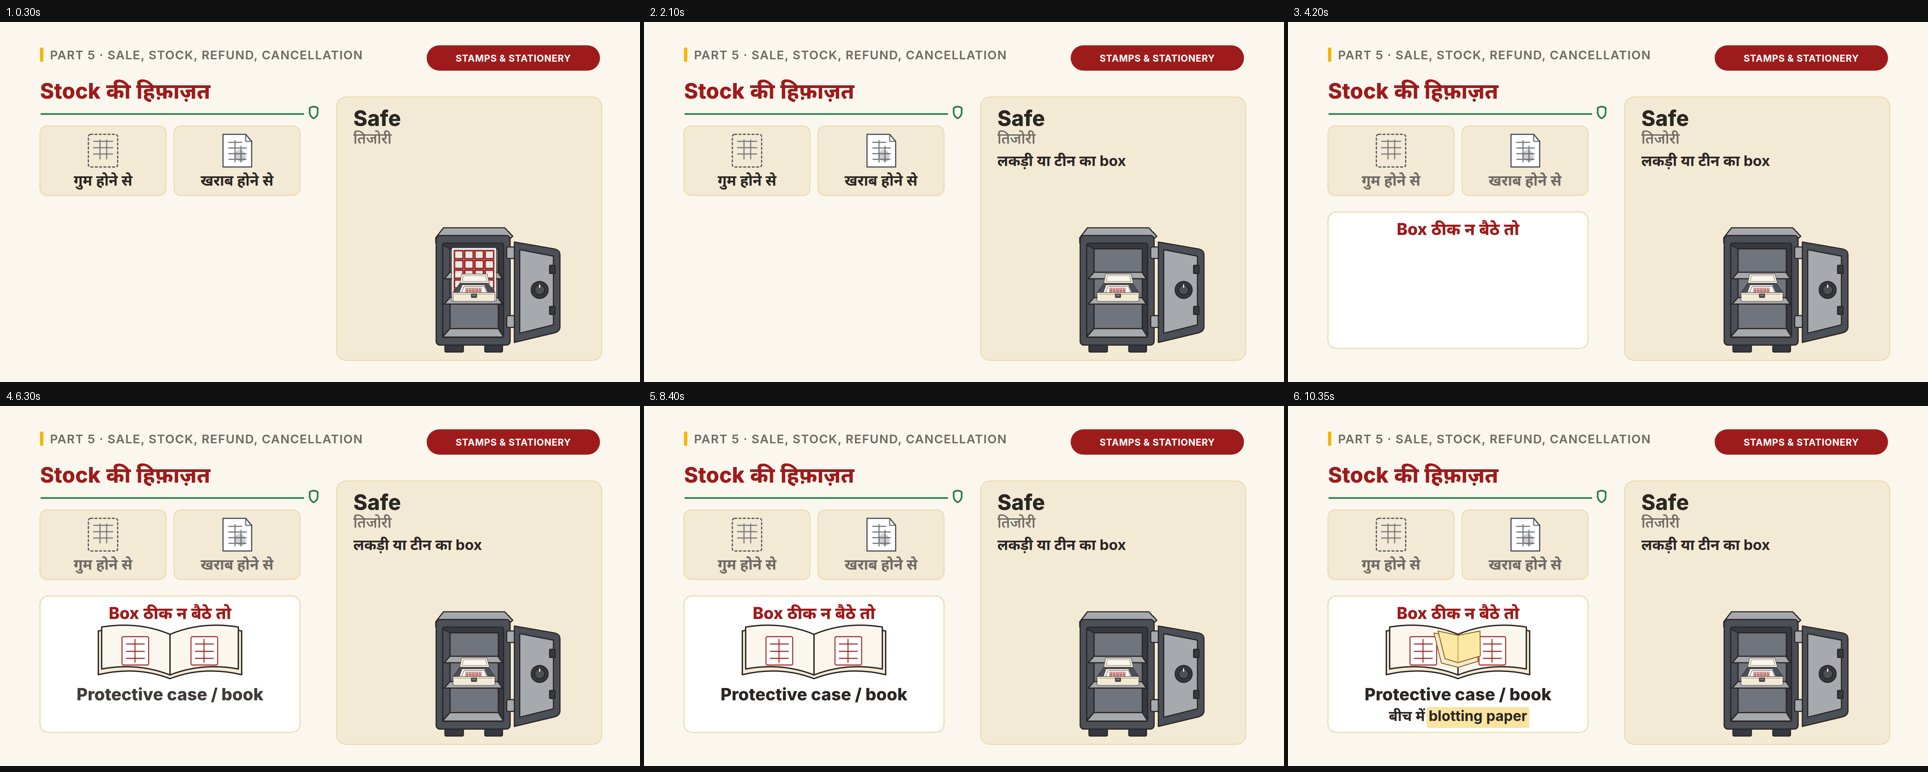 1. 0.30s
PART 5 · SALE, STOCK, REFUND, CANCELLATION
STAMPS & STATIONERY
Stock की हिफ़ाज़त
गुम होने से
खराब होने से
Safe
तिजोरी
2. 2.10s
PART 5 · SALE, STOCK, REFUND, CANCELLATION
STAMPS & STATIONERY
Stock की हिफ़ाज़त
गुम होने से
खराब होने से
Safe
तिजोरी
लकड़ी या टीन का box
3. 4.20s
PART 5 · SALE, STOCK, REFUND, CANCELLATION
STAMPS & STATIONERY
Stock की हिफ़ाज़त
गुम होने से
खराब होने से
Box ठीक न बैठे तो
Safe
तिजोरी
लकड़ी या टीन का box
4. 6.30s
PART 5 · SALE, STOCK, REFUND, CANCELLATION
STAMPS & STATIONERY
Stock की हिफ़ाज़त
गुम होने से
खराब होने से
Box ठीक न बैठे तो
Protective case / book
Safe
तिजोरी
लकड़ी या टीन का box
5. 8.40s
PART 5 · SALE, STOCK, REFUND, CANCELLATION
STAMPS & STATIONERY
Stock की हिफ़ाज़त
गुम होने से
खराब होने से
Box ठीक न बैठे तो
Protective case / book
Safe
तिजोरी
लकड़ी या टीन का box
6. 10.35s
PART 5 · SALE, STOCK, REFUND, CANCELLATION
STAMPS & STATIONERY
Stock की हिफ़ाज़त
गुम होने से
खराब होने से
Box ठीक न बैठे तो
Protective case / book
बीच में blotting paper
Safe
तिजोरी
लकड़ी या टीन का box